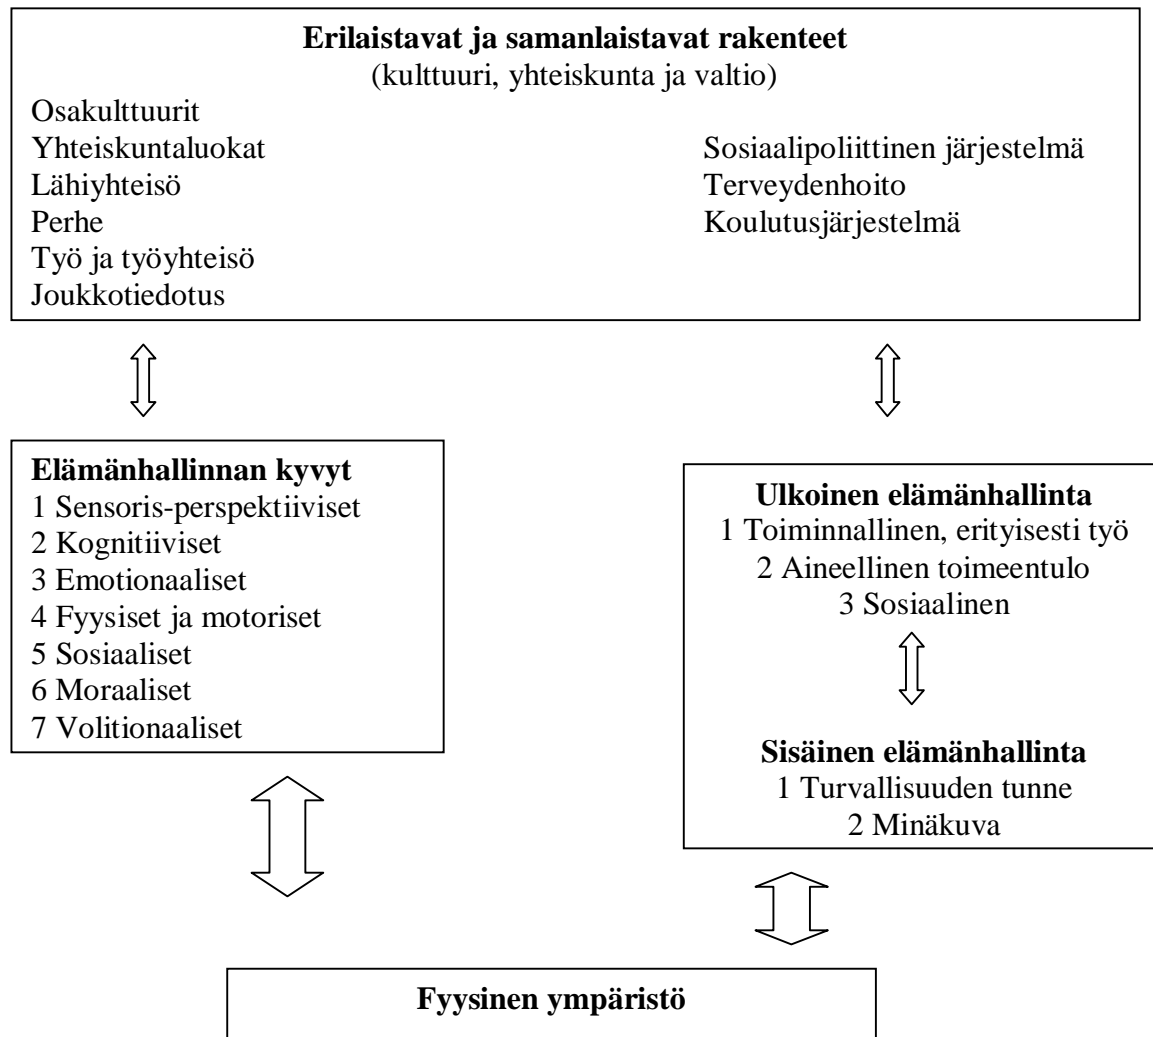 Erilaistavat ja samanlaistavat rakenteet
(kulttuuri, yhteiskunta ja valtio)
Osakulttuurit
Yhteiskuntaluokat
Lähiyhteisö
Perhe
Työ ja työyhteisö
Joukkotiedotus
Sosiaalipoliittinen järjestelmä
Terveydenhoito
Koulutusjärjestelmä
Elämänhallinnan kyvyt
1 Sensoris-perspektiiviset
2 Kognitiiviset
3 Emotionaaliset
4 Fyysiset ja motoriset
5 Sosiaaliset
6 Moraaliset
7 Volitionaaliset
Ulkoinen elämänhallinta
1 Toiminnallinen, erityisesti työ
2 Aineellinen toimeentulo
3 Sosiaalinen
Sisäinen elämänhallinta
1 Turvallisuuden tunne
2 Minäkuva
Fyysinen ympäristö